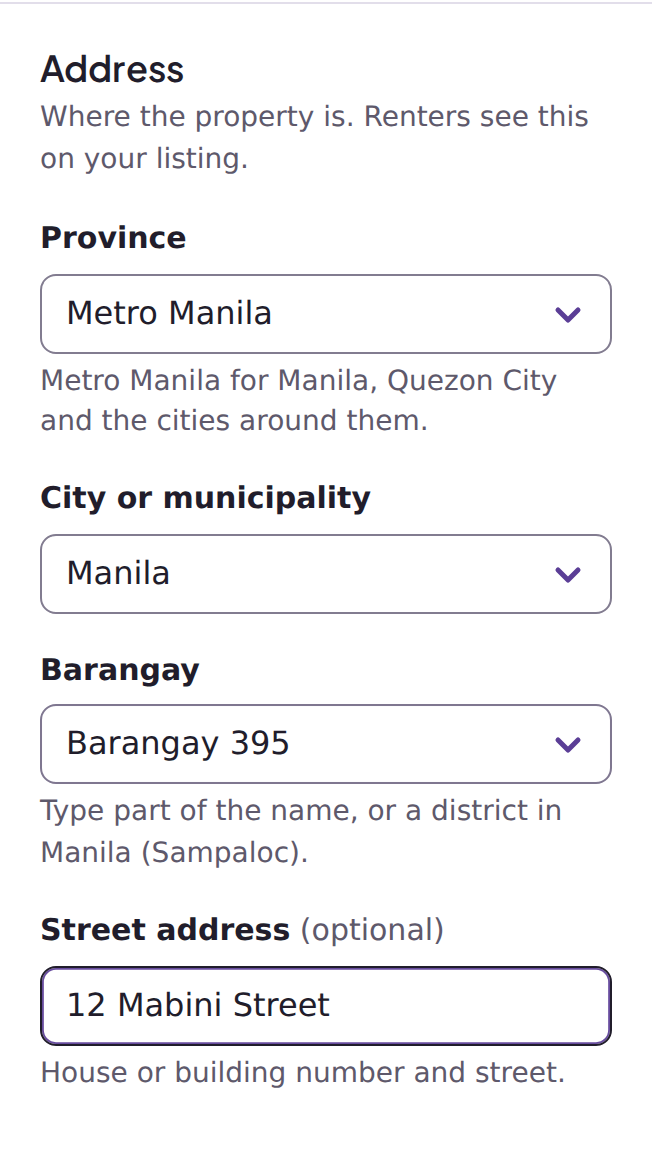 Address
Where the property is. Renters see this
on your listing.
Province
Metro Manila
Metro Manila for Manila, Quezon City
and the cities around them.
City or municipality
Manila
Barangay
Barangay 395
Type part of the name, or a district in
Manila (Sampaloc).
Street address (optional)
12 Mabini Street
House or building number and street.